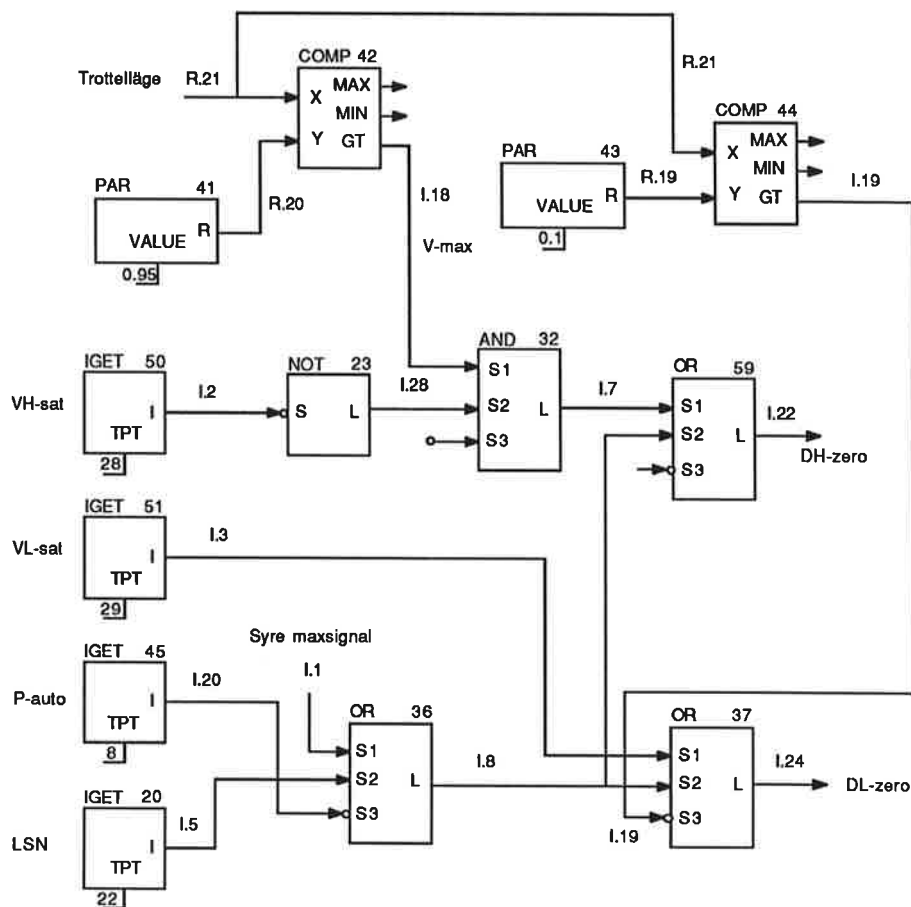 COMP 42
Trottelläge
R.21
X
MAX
MIN
Y
GT
R.21
COMP 44
X
MAX
MIN
Y
GT
I.19
PAR 41
R
VALUE
0.95
R.20
I.18
V-max
PAR 43
R
VALUE
0.1
R.19
IGET 50
VH-sat
I
TPT
28
I.2
NOT 23
S
L
I.28
AND 32
S1
S2
L
S3
I.7
OR 59
S1
S2
L
S3
I.22
DH-zero
IGET 51
VL-sat
I
TPT
29
I.3
Syre maxsignal
I.1
IGET 45
P-auto
I
TPT
8
I.20
OR 36
S1
S2
L
S3
I.8
OR 37
S1
S2
L
S3
I.24
DL-zero
I.19
IGET 20
LSN
I
TPT
22
I.5